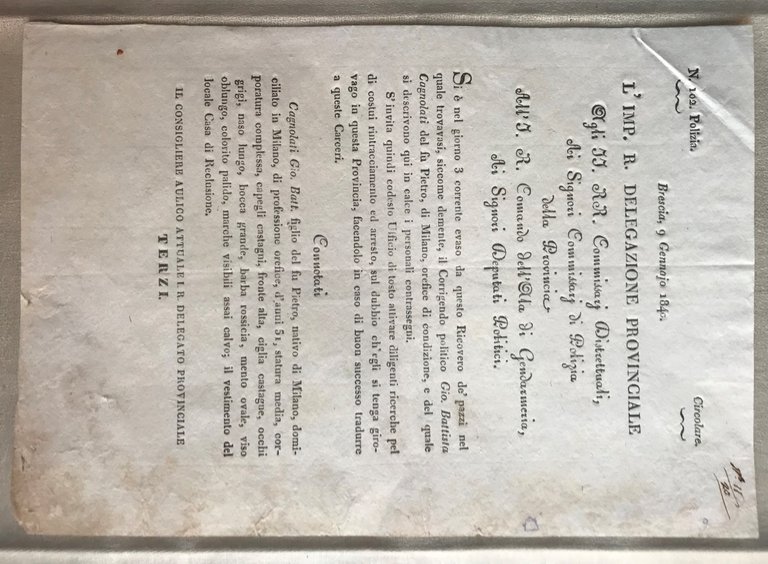 N. 102. Polizia. Circolare.
Brescia, 9 Gennajo 1840.
L'IMP. R. DELEGAZIONE PROVINCIALE
Agli II. RR. Commissarj Distrettuali,
Ai Signori Commissarj di Polizia
della Provincia
All'I. R. Comando dell'Ala di Gendarmeria,
Ai Signori Deputati Politici.
Si è nel giorno 3 corrente evaso da questo Ricovero de' pazzi nel
quale trovavasi, siccome demente, il Corrigendo politico Gio. Battista
Cagnolati del fu Pietro, di Milano, orefice di condizione, e del quale
si descrivono qui in calce i personali contrassegni.
S'invita quindi codesto Ufficio di tosto attivare diligenti ricerche pel
di costui rintracciamento ed arresto, sul dubbio ch'egli si tenga giro-
vago in questa Provincia, facendolo in caso di buon successo tradurre
a queste Carceri.
Connotati
Cagnolati Gio. Batt. figlio del fu Pietro, nativo di Milano, domi-
ciliato in Milano, di professione orefice, d'anni 51, statura media, cor-
poratura complessa, capegli castagni, fronte alta, ciglia castagne, occhi
grigi, naso lungo, bocca grande, barba rossicia, mento ovale, viso
oblungo, colorito palido, marche visibili assai calvo; il vestimento del
locale Casa di Reclusione.
IL CONSIGLIERE AULICO ATTUALE I. R. DELEGATO PROVINCIALE
TERZI.